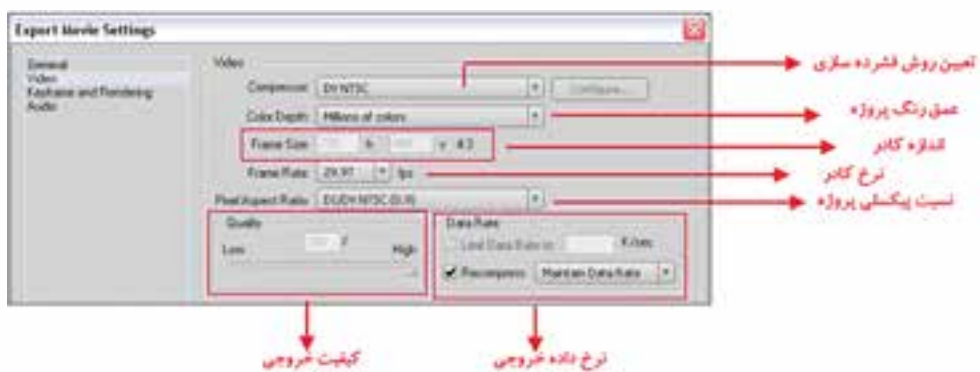 Export Movie Settings
General
Video
Keyframe and Rendering
Audio
Video
Compressor: DV NTSC
Configure...
Color Depth: Millions of colors
Frame Size: h v 4:3
Frame Rate: 29.97 fps
Pixel Aspect Ratio: D1/DV NTSC (0.9)
Quality
Low
High
Data Rate
Limit Data Rate to K/sec
Recompress Maintain Data Rate
تعیین روش فشرده سازی
عمق رنگ پروژه
اندازه کادر
نرخ کادر
نسبت پیکسلی پروژه
کیفیت خروجی
نرخ داده خروجی